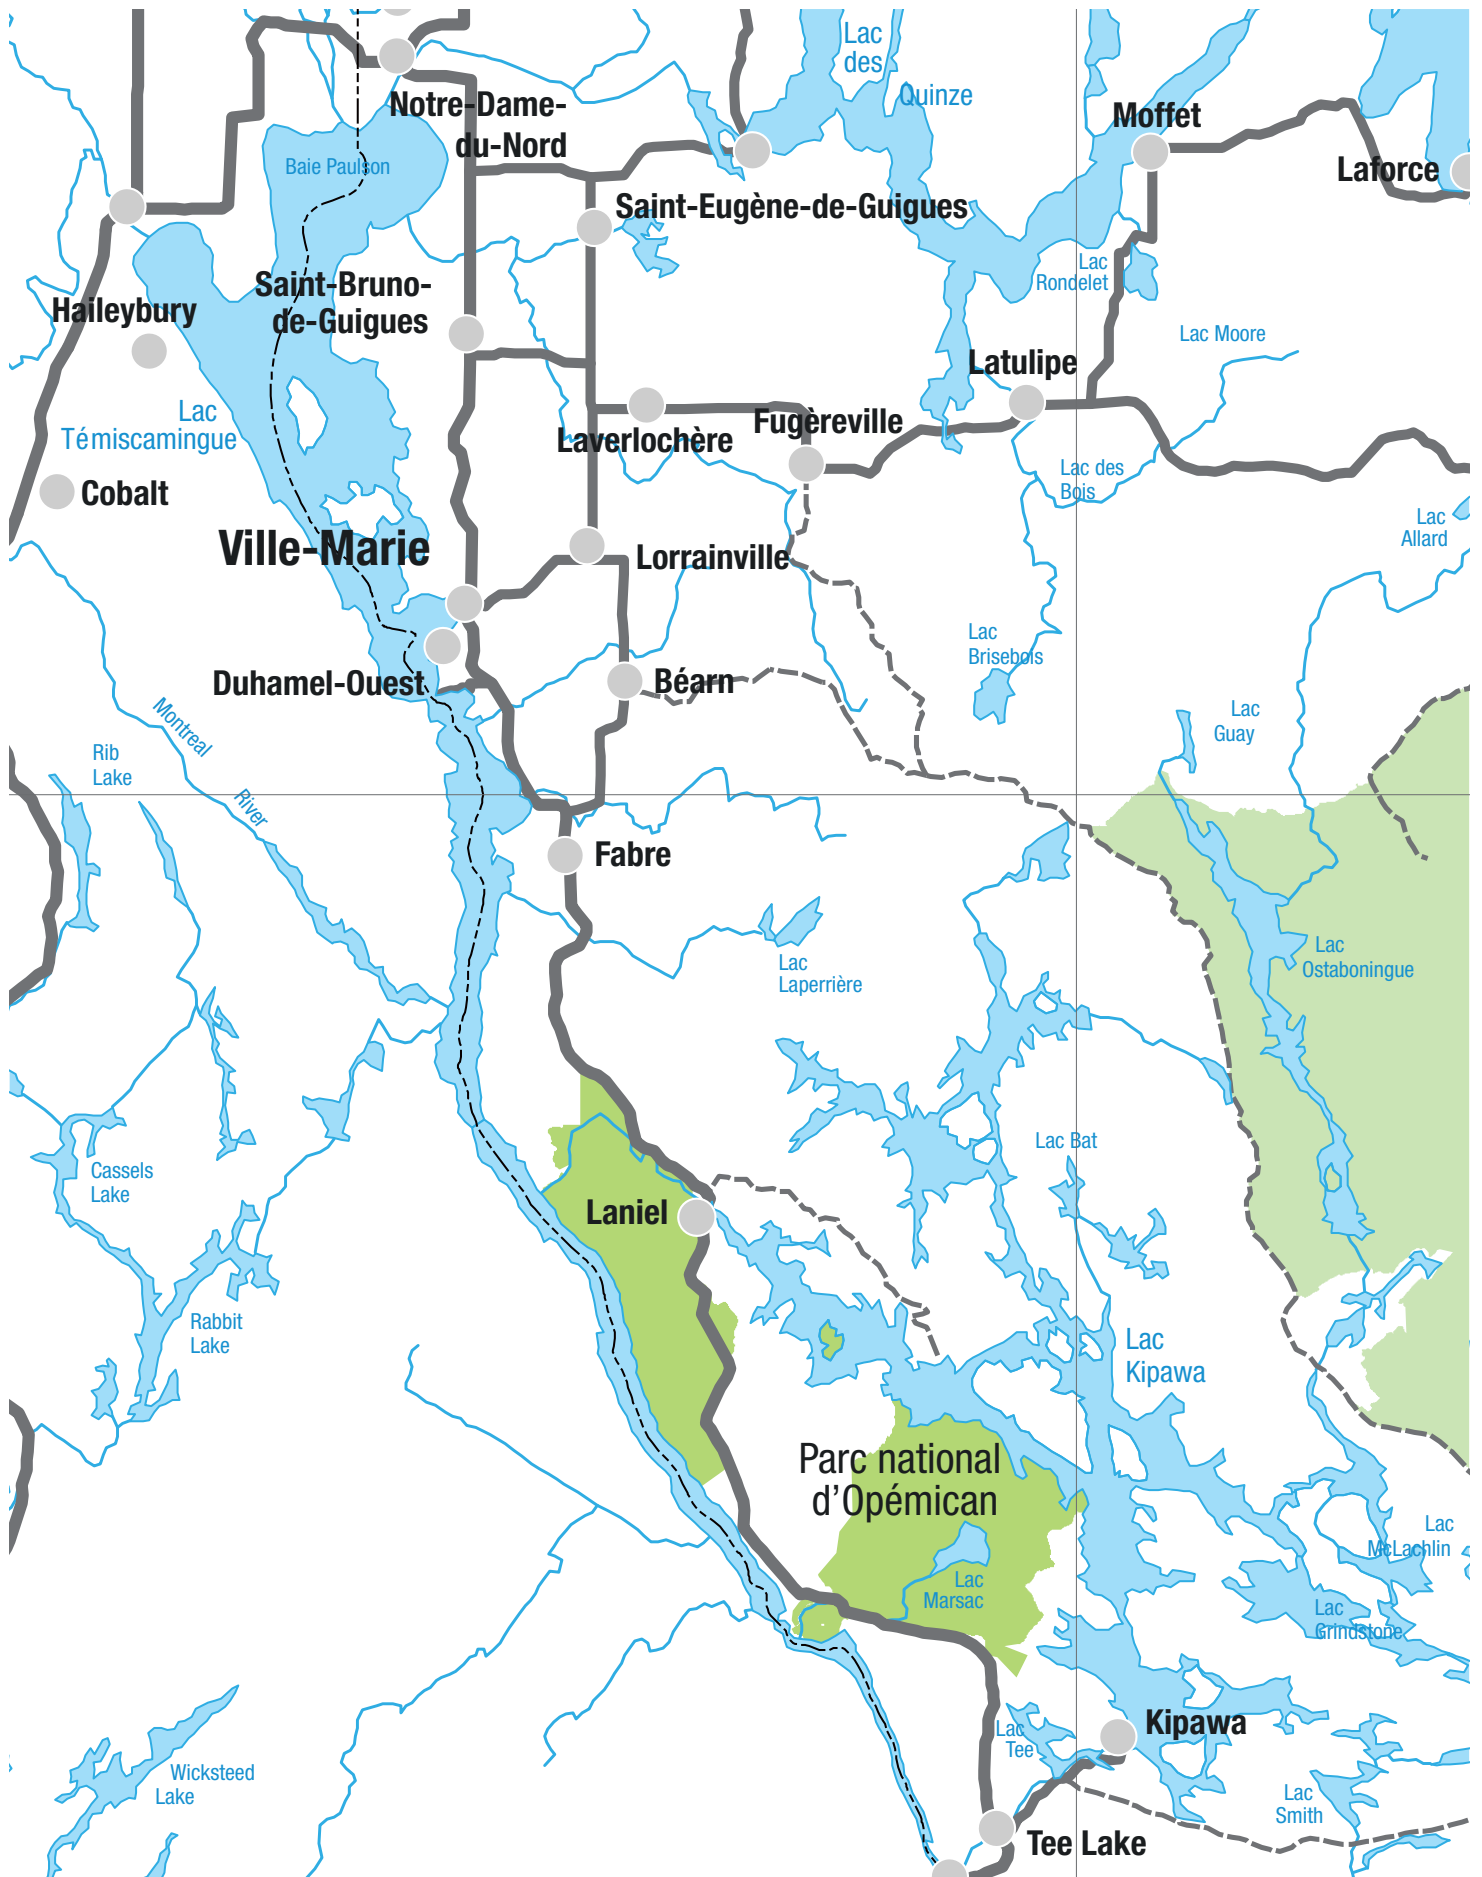 Lac
des
Quinze
Notre-Dame-
du-Nord
Moffet
Laforce
Baie Paulson
Saint-Eugène-de-Guigues
Lac
Rondelet
Saint-Bruno-
de-Guigues
Haileybury
Lac Moore
Latulipe
Lac
Témiscamingue
Laverlochère
Fugèreville
Lac des
Bois
Cobalt
Lac
Allard
Ville-Marie
Lorrainville
Lac
Brisebois
Duhamel-Ouest
Béarn
Montreal
River
Lac
Guay
Rib
Lake
Fabre
Lac
Laperrière
Lac
Ostaboningue
Lac Bat
Cassels
Lake
Laniel
Rabbit
Lake
Lac
Kipawa
Parc national
d'Opémican
Lac
McLachlin
Lac
Marsac
Lac
Grindstone
Lac
Tee
Kipawa
Wicksteed
Lake
Lac
Smith
Tee Lake